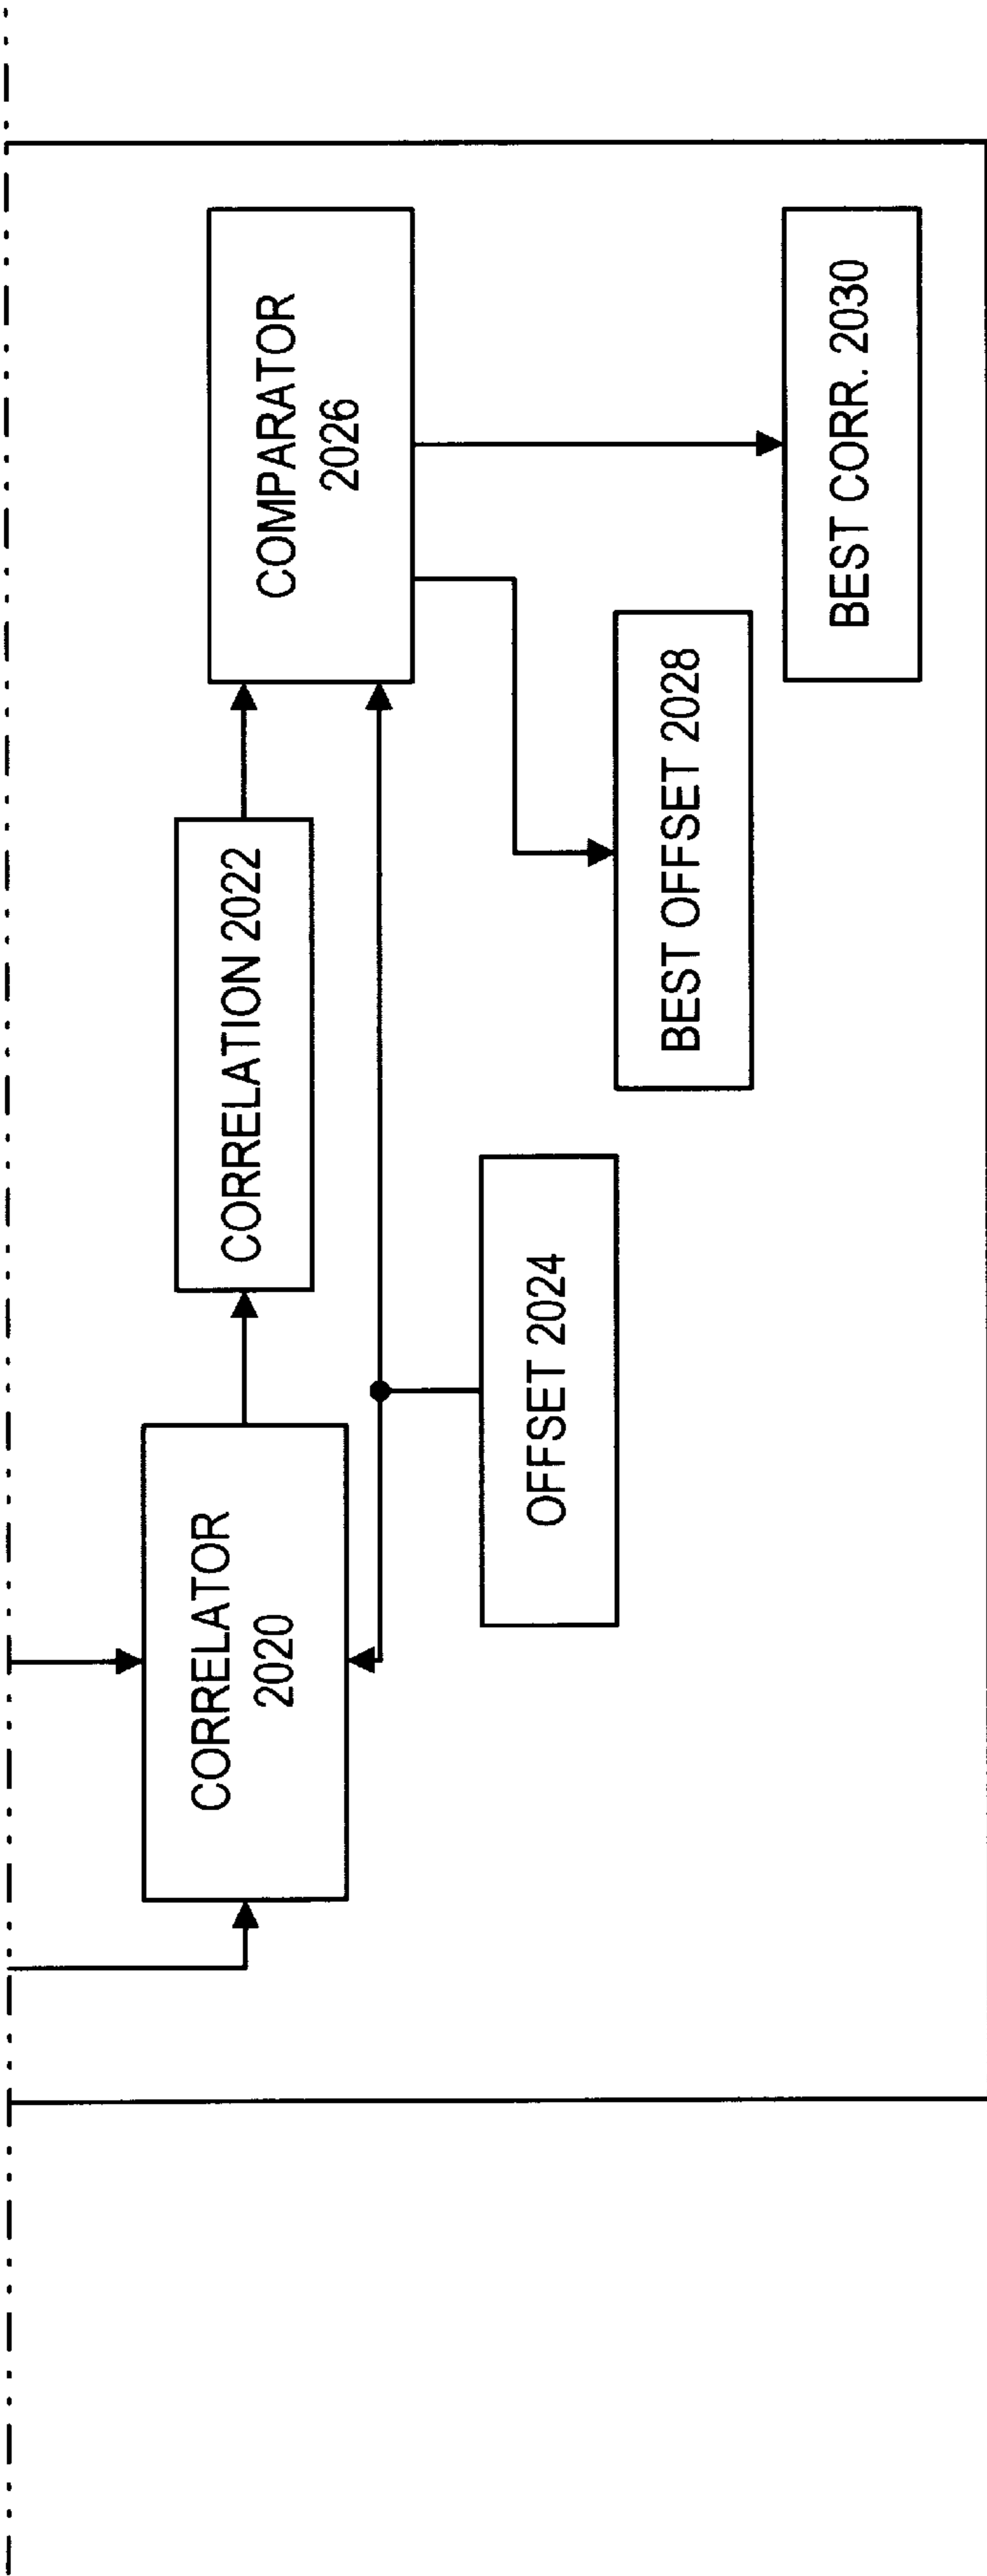 CORRELATOR
2020
CORRELATION 2022
COMPARATOR
2026
OFFSET 2024
BEST OFFSET 2028
BEST CORR. 2030